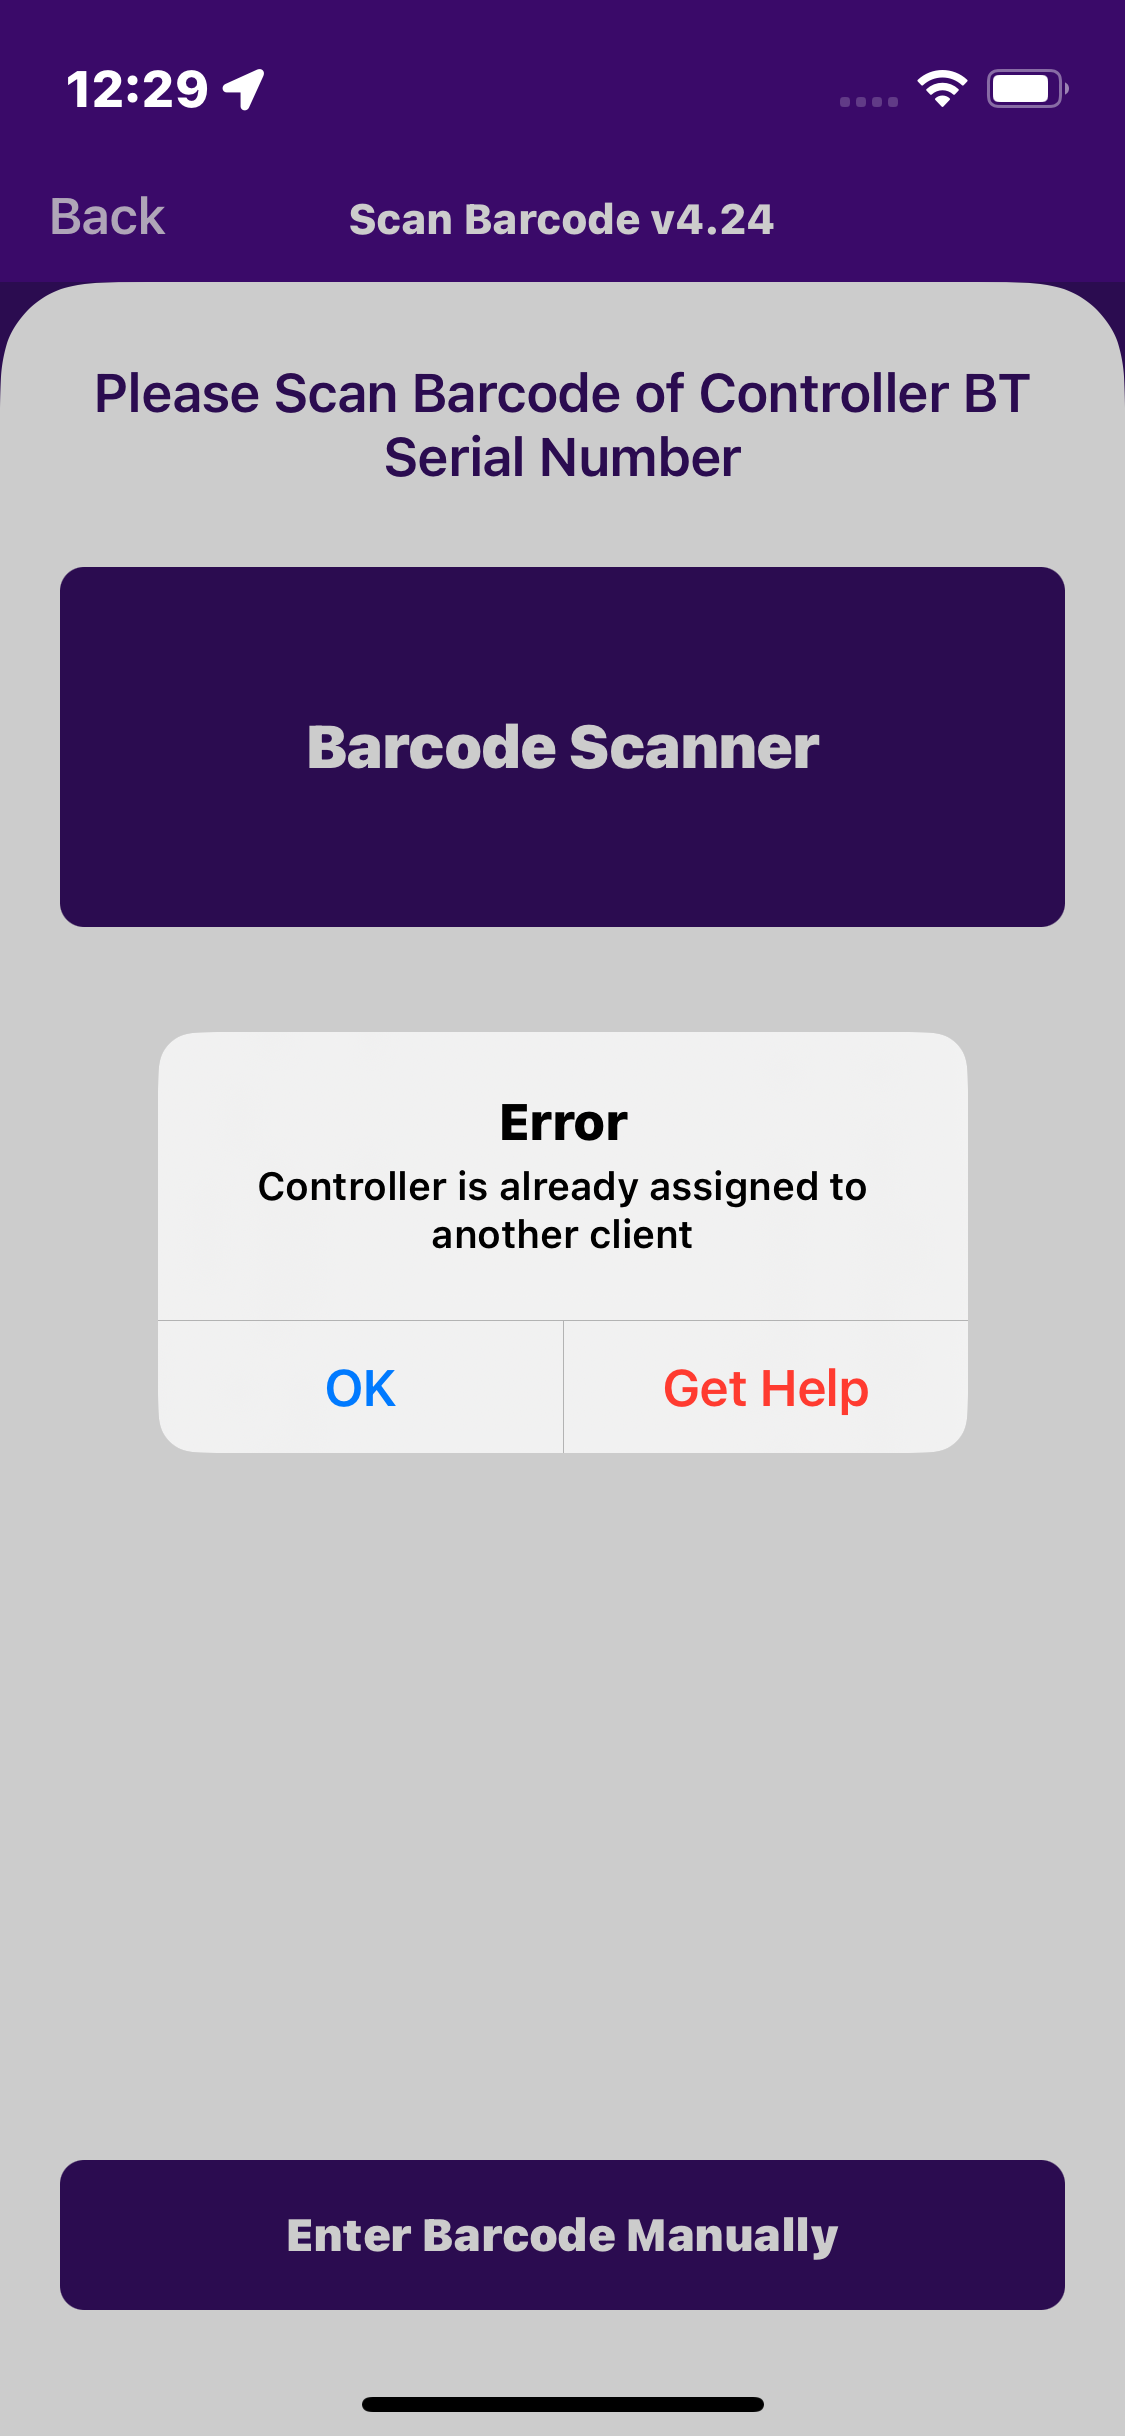 12:29
Back
Scan Barcode v4.24
Please Scan Barcode of Controller BT
Serial Number
Barcode Scanner
Error
Controller is already assigned to
another client
OK
Get Help
Enter Barcode Manually